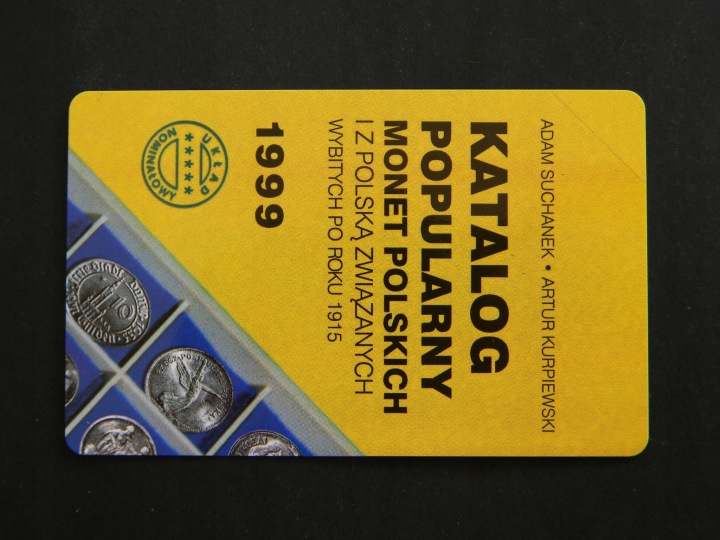 ADAM SUCHANEK • ARTUR KURPIEWSKI
KATALOG
POPULARNY
MONET POLSKICH
I Z POLSKĄ ZWIĄZANYCH
WYBITYCH PO ROKU 1915
1999
UKŁAD
★★★★★
NOMINAŁOWY